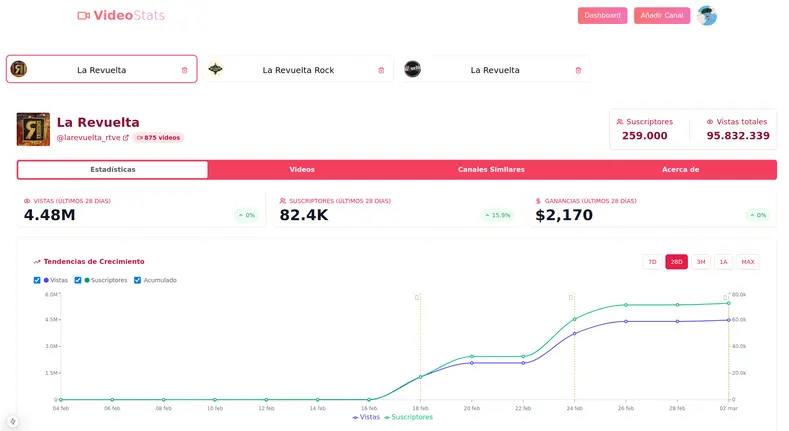 VideoStats
Dashboard
Añadir Canal
La Revuelta
La Revuelta Rock
La Revuelta
La Revuelta
@larevuelta_rtve
875 videos
Suscriptores
259.000
Vistas totales
95.832.339
Estadísticas
Videos
Canales Similares
Acerca de
VISTAS (ÚLTIMOS 28 DÍAS)
4.48M
0%
SUSCRIPTORES (ÚLTIMOS 28 DÍAS)
82.4K
15.9%
GANANCIAS (ÚLTIMOS 28 DÍAS)
$2,170
0%
Tendencias de Crecimiento
7D
28D
3M
1A
MAX
Vistas
Suscriptores
Acumulado
6.0M
4.5M
3.0M
1.5M
0
80.0k
60.0k
40.0k
20.0k
0
04 feb
06 feb
08 feb
10 feb
12 feb
14 feb
16 feb
18 feb
20 feb
22 feb
24 feb
26 feb
28 feb
02 mar
Vistas
Suscriptores